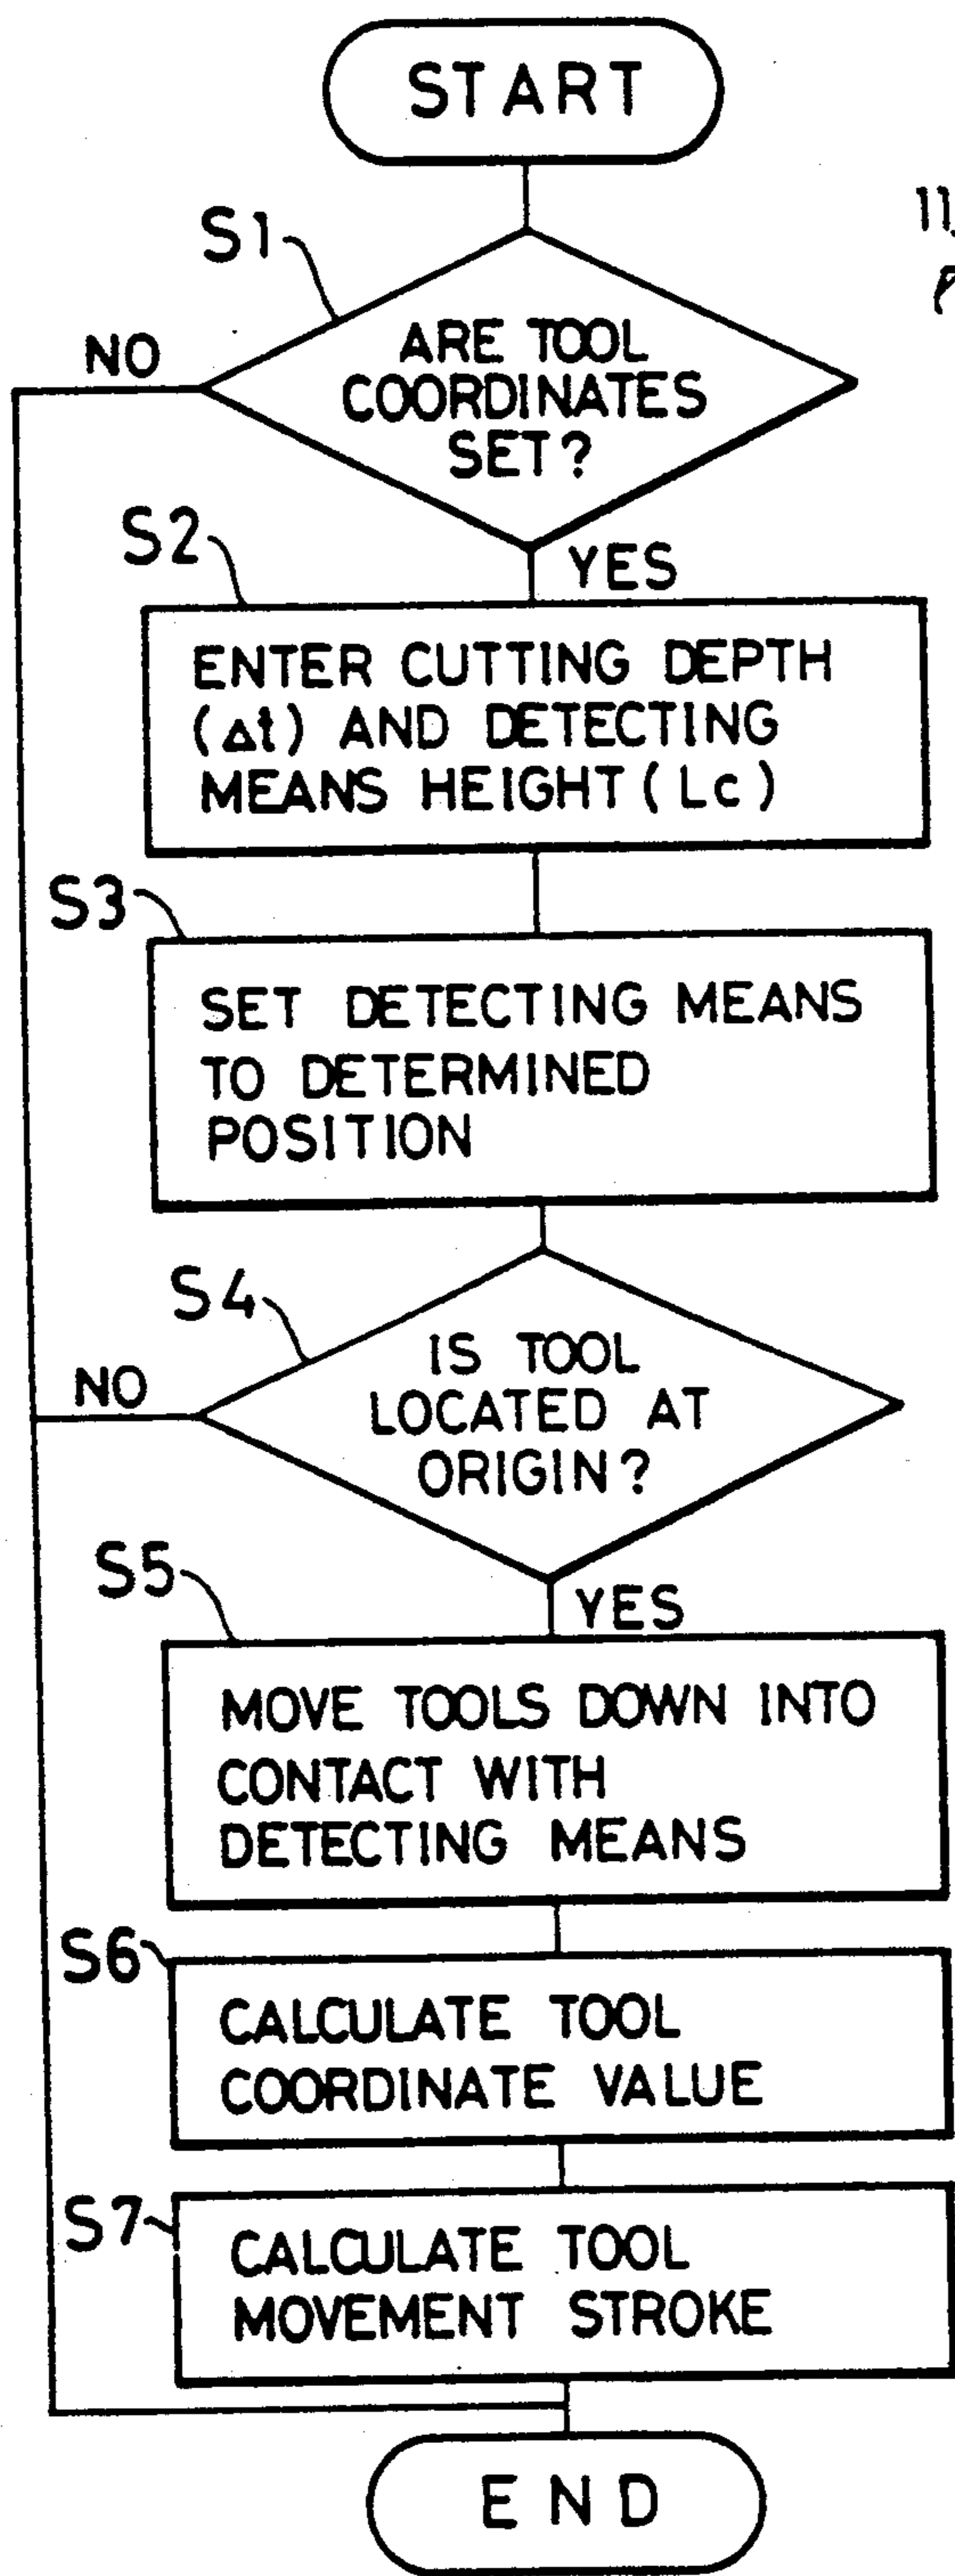 START
S1
NO
ARE TOOL
COORDINATES
SET?
S2
YES
ENTER CUTTING DEPTH
(Δt) AND DETECTING
MEANS HEIGHT (Lc)
S3
SET DETECTING MEANS
TO DETERMINED
POSITION
S4
NO
IS TOOL
LOCATED AT
ORIGIN?
S5
YES
MOVE TOOLS DOWN INTO
CONTACT WITH
DETECTING MEANS
S6
CALCULATE TOOL
COORDINATE VALUE
S7
CALCULATE TOOL
MOVEMENT STROKE
END